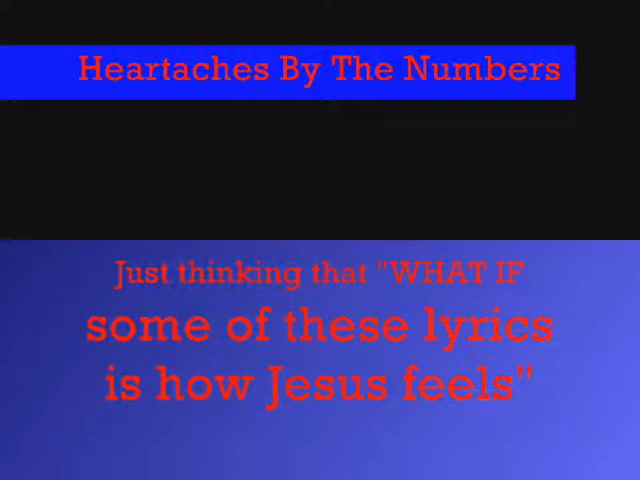 Heartaches By The Numbers
Just thinking that "WHAT IF
some of these lyrics
is how Jesus feels"